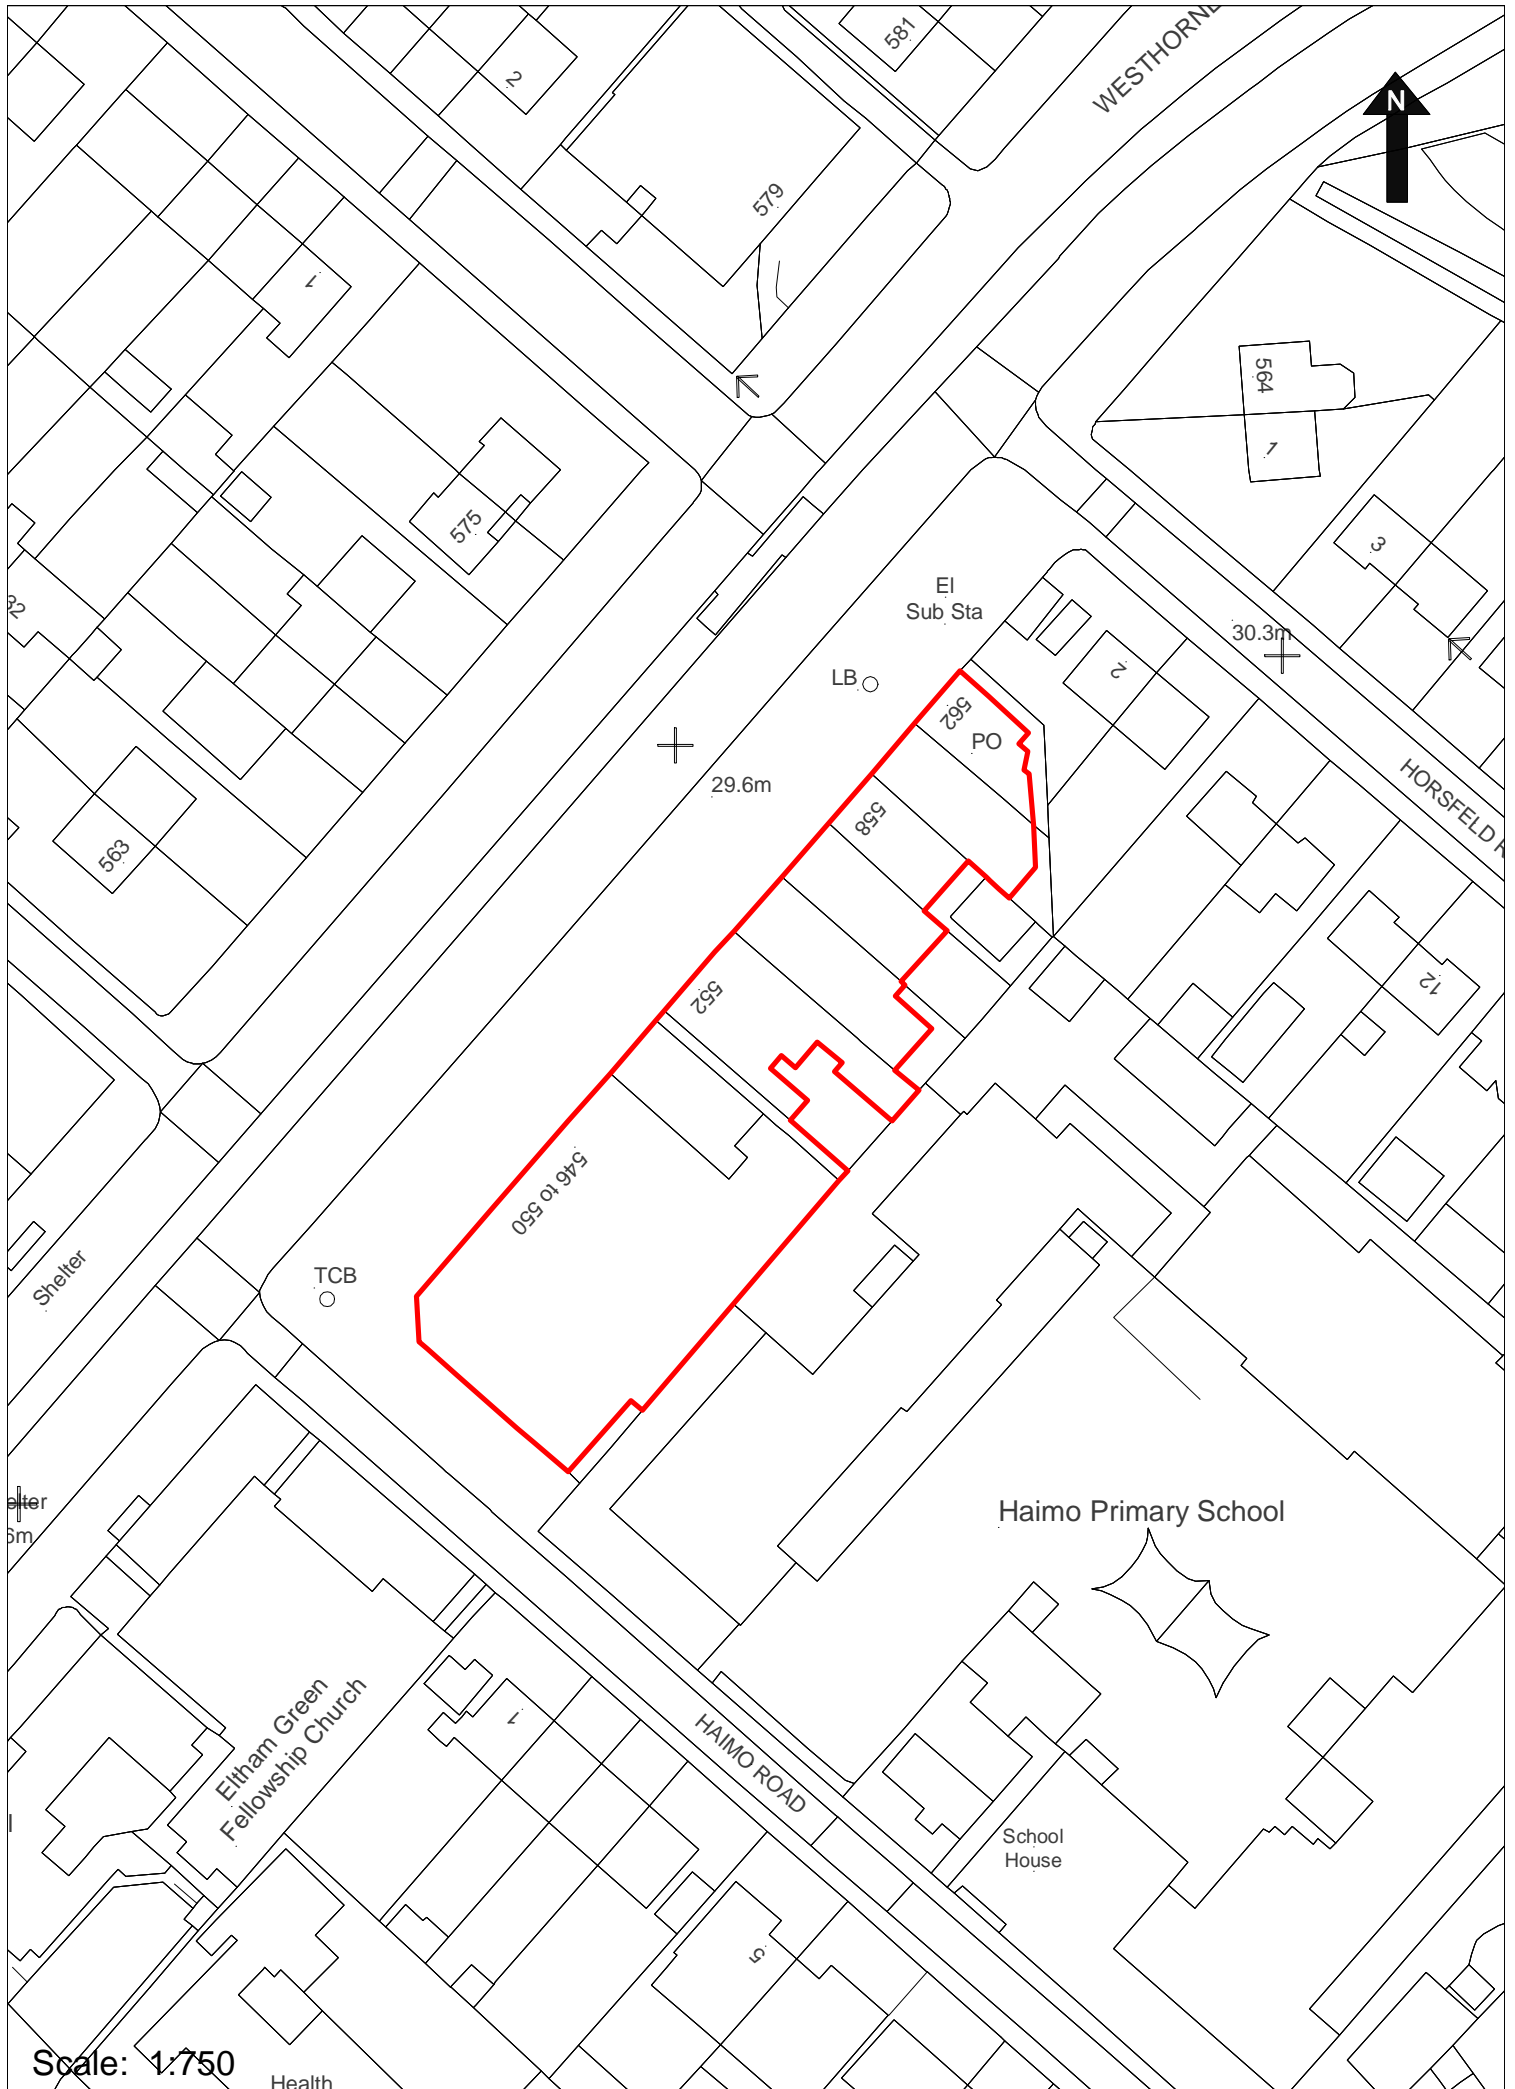 581
WESTHORNE
2
N
579
1
564
1
575
3
El
Sub Sta
30.3m
2
LB
562
PO
29.6m
HORSFELD R
558
563
12
552
546 to 550
Shelter
TCB
Haimo Primary School
elter
6m
Eltham Green
Fellowship Church
1
HAIMO ROAD
School
House
5
Scale: 1:750
Health